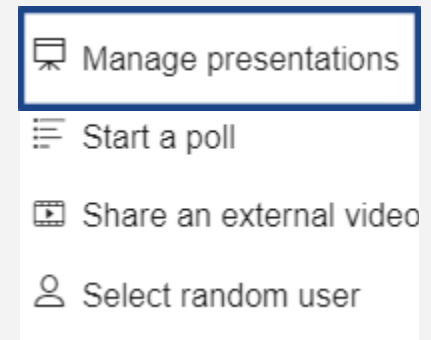 Manage presentations
Start a poll
Share an external video
Select random user